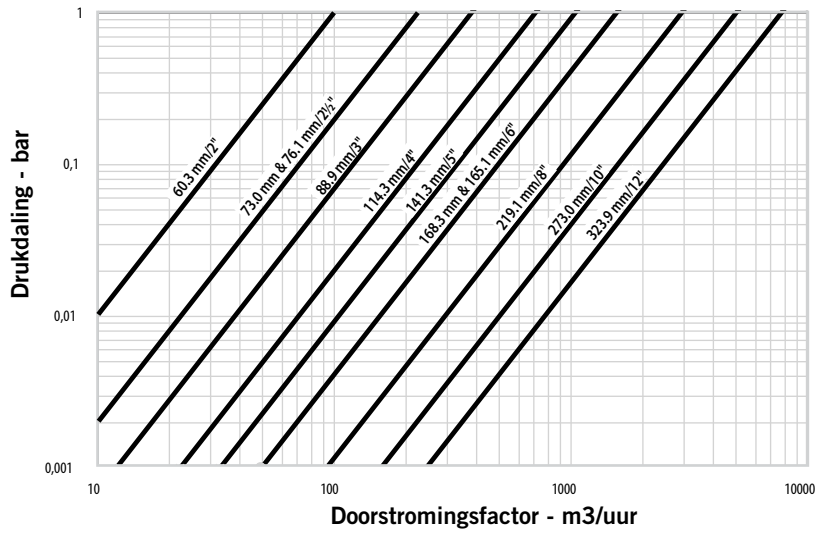 1
0,1
0,01
0,001
Drukdaling - bar
60.3 mm/2"
73.0 mm & 76.1 mm/2½"
88.9 mm/3"
114.3 mm/4"
141.3 mm/5"
168.3 mm & 165.1 mm/6"
219.1 mm/8"
273.0 mm/10"
323.9 mm/12"
10
100
1000
10000
Doorstromingsfactor - m3/uur